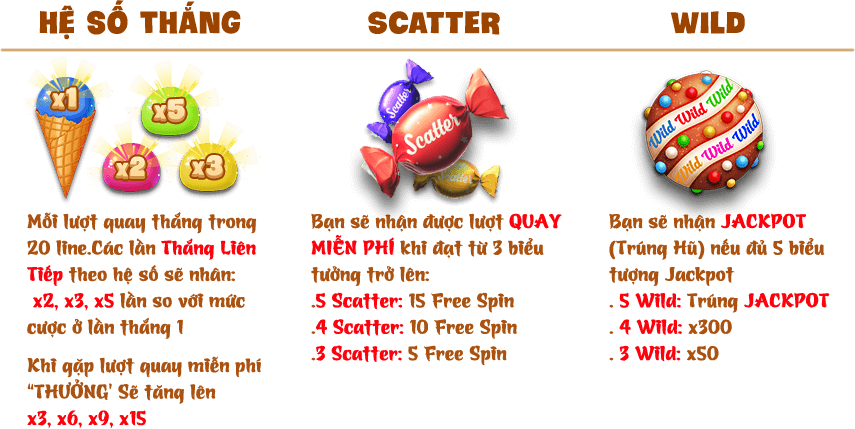 HỆ SỐ THẮNG
x1
x5
x2
x3
Mỗi lượt quay thắng trong
20 line.Các lần Thắng Liên
Tiếp theo hệ số sẽ nhân:
x2, x3, x5 lần so với mức
cược ở lần thắng 1
Khi gặp lượt quay miễn phí
“THƯỞNG’ Sẽ tăng lên
x3, x6, x9, x15
SCATTER
Scatter
Scatter
Bạn sẽ nhận được lượt QUAY
MIỄN PHÍ khi đạt từ 3 biểu
tưởng trở lên:
.5 Scatter: 15 Free Spin
.4 Scatter: 10 Free Spin
.3 Scatter: 5 Free Spin
WILD
Wild Wild Wild
Wild Wild Wild
Bạn sẽ nhận JACKPOT
(Trúng Hũ) nếu đủ 5 biểu
tượng Jackpot
. 5 Wild: Trúng JACKPOT
. 4 Wild: x300
. 3 Wild: x50